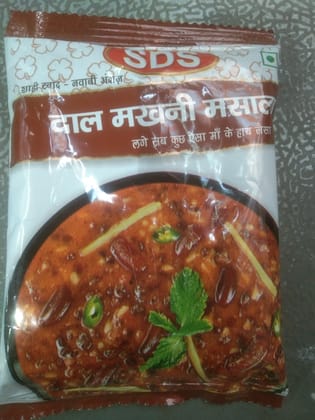 SDS
शाही स्वाद - नवाबी अंदाज़
दाल मखनी मसाला
लगे सब कुछ ऐसा माँ के हाथ जैसा